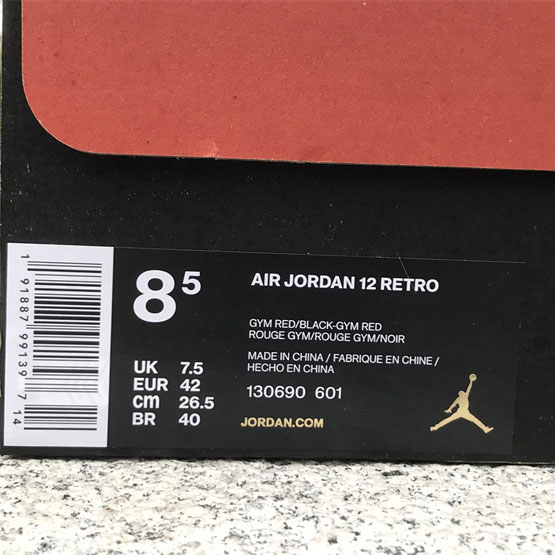 1 91887 99139 7 14
8 5
AIR JORDAN 12 RETRO
GYM RED/BLACK-GYM RED
ROUGE GYM/ROUGE GYM/NOIR
MADE IN CHINA / FABRIQUE EN CHINE /
HECHO EN CHINA
130690 601
UK 7.5
EUR 42
cm 26.5
BR 40
JORDAN.COM